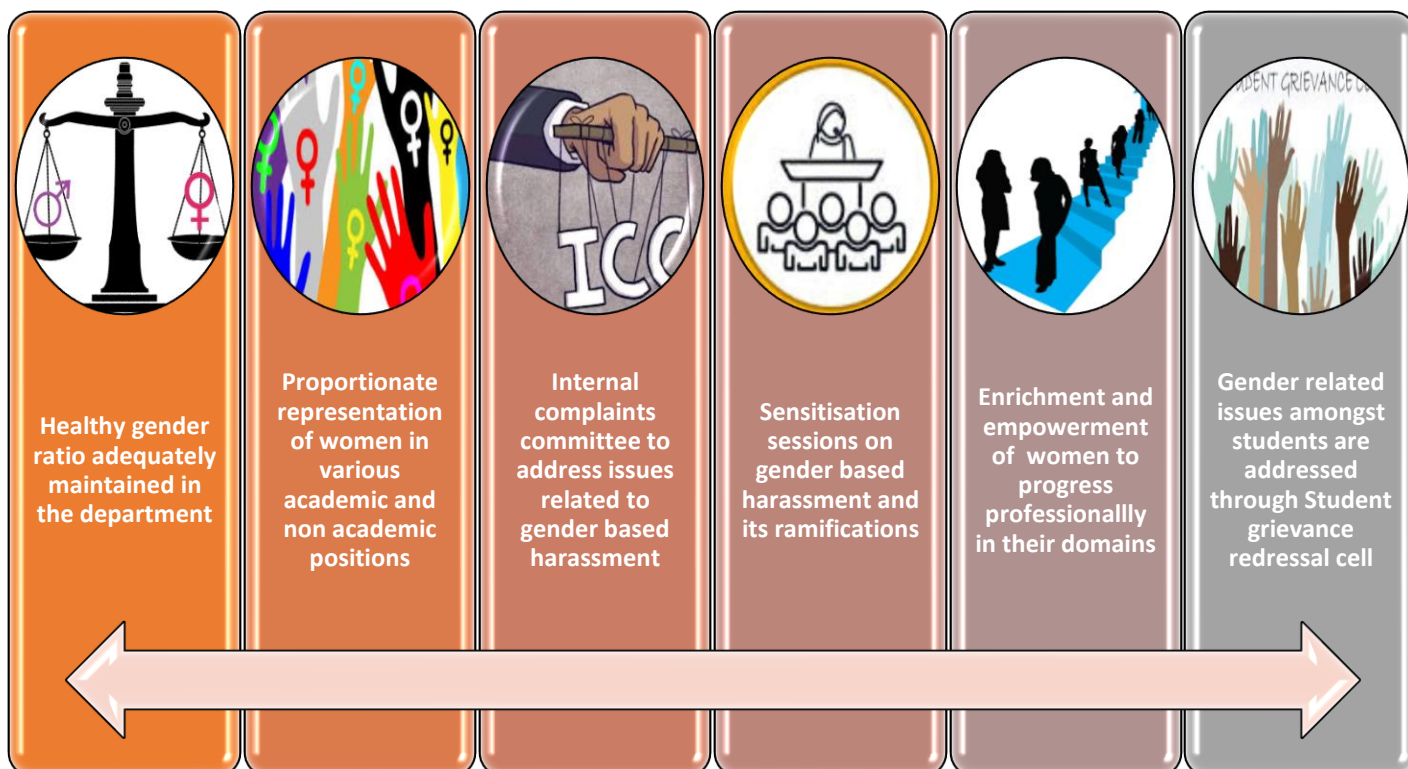 Healthy gender
ratio adequately
maintained in
the department
Proportionate
representation
of women in
various
academic and
non academic
positions
ICC
Internal
complaints
committee to
address issues
related to
gender based
harassment
Sensitisation
sessions on
gender based
harassment and
its ramifications
Enrichment and
empowerment
of women to
progress
professionallly
in their domains
GRIEVANCE
Gender related
issues amongst
students are
addressed
through Student
grievance
redressal cell